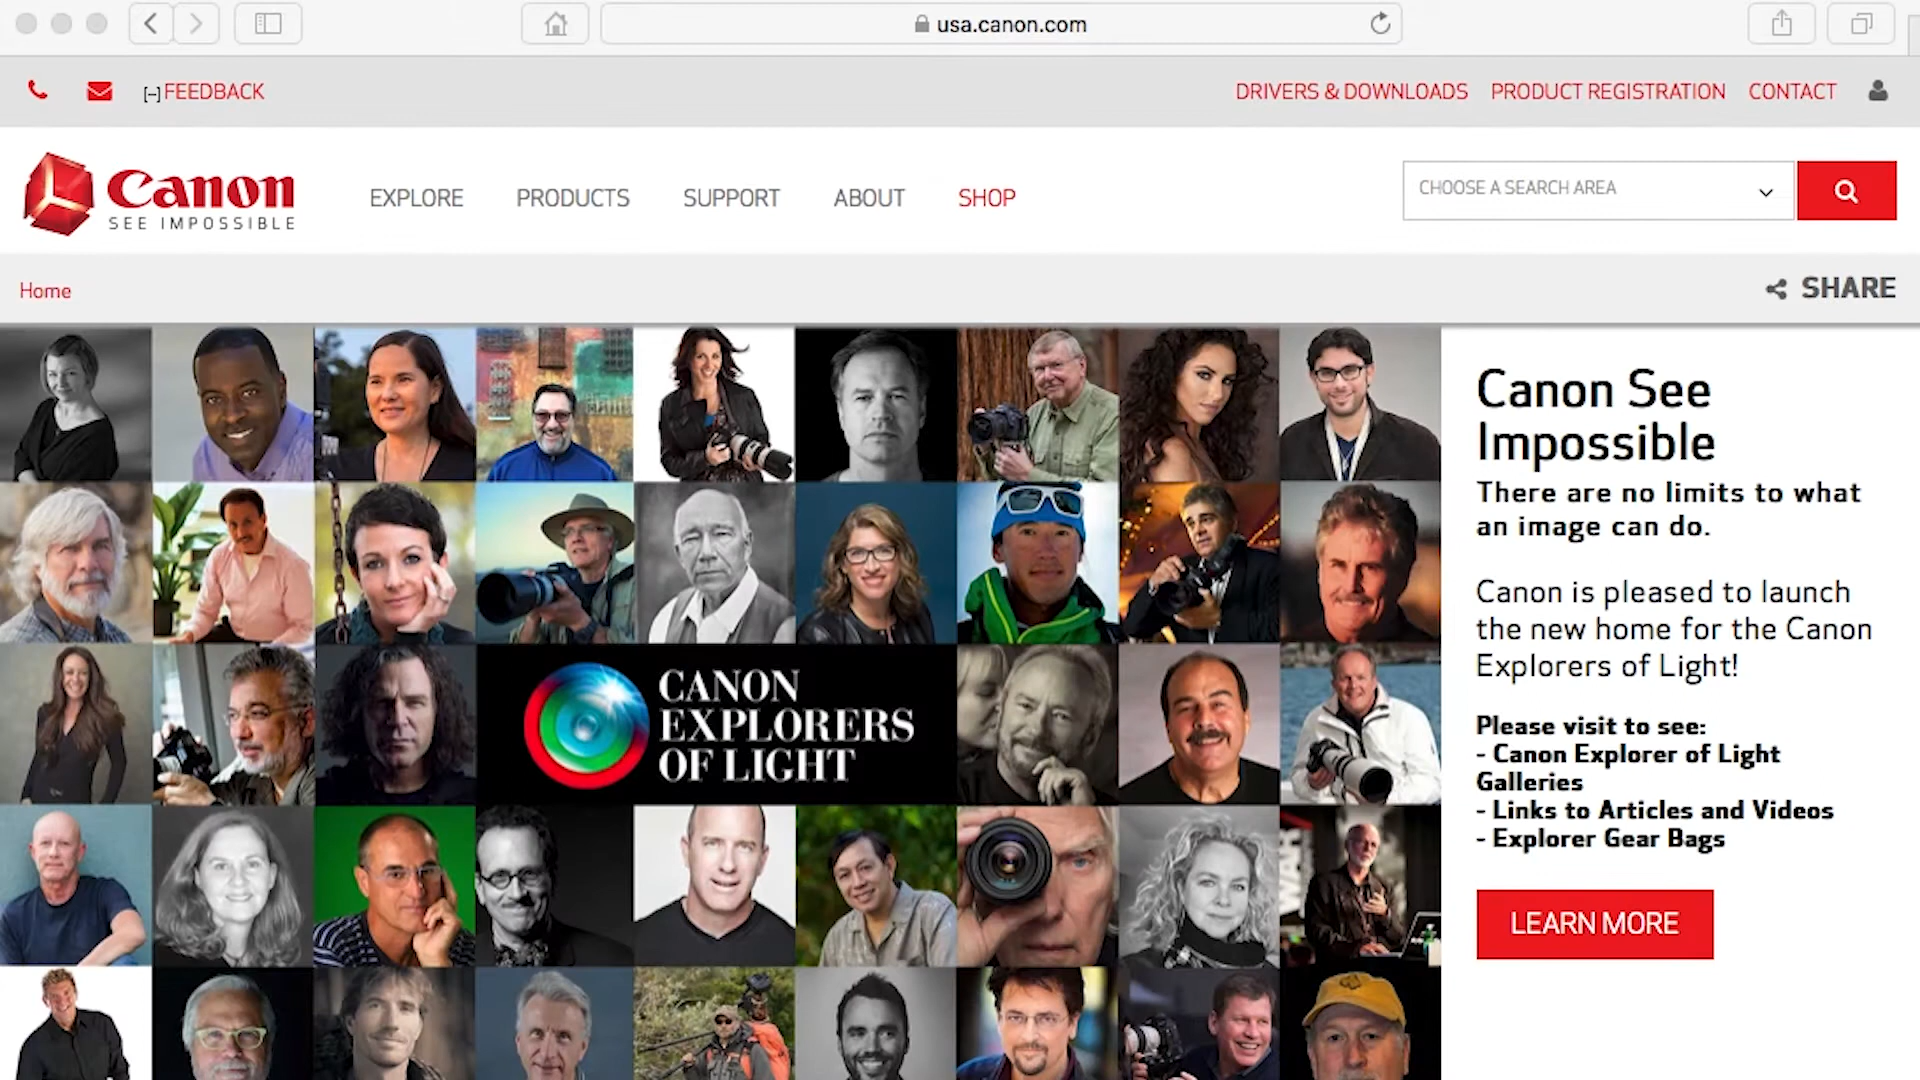 usa.canon.com
[-] FEEDBACK
DRIVERS & DOWNLOADS PRODUCT REGISTRATION CONTACT
Canon
SEE IMPOSSIBLE
EXPLORE PRODUCTS SUPPORT ABOUT SHOP
CHOOSE A SEARCH AREA
Home
SHARE
Canon See
Impossible
There are no limits to what
an image can do.
Canon is pleased to launch
the new home for the Canon
Explorers of Light!
CANON
EXPLORERS
OF LIGHT
Please visit to see:
- Canon Explorer of Light
Galleries
- Links to Articles and Videos
- Explorer Gear Bags
LEARN MORE